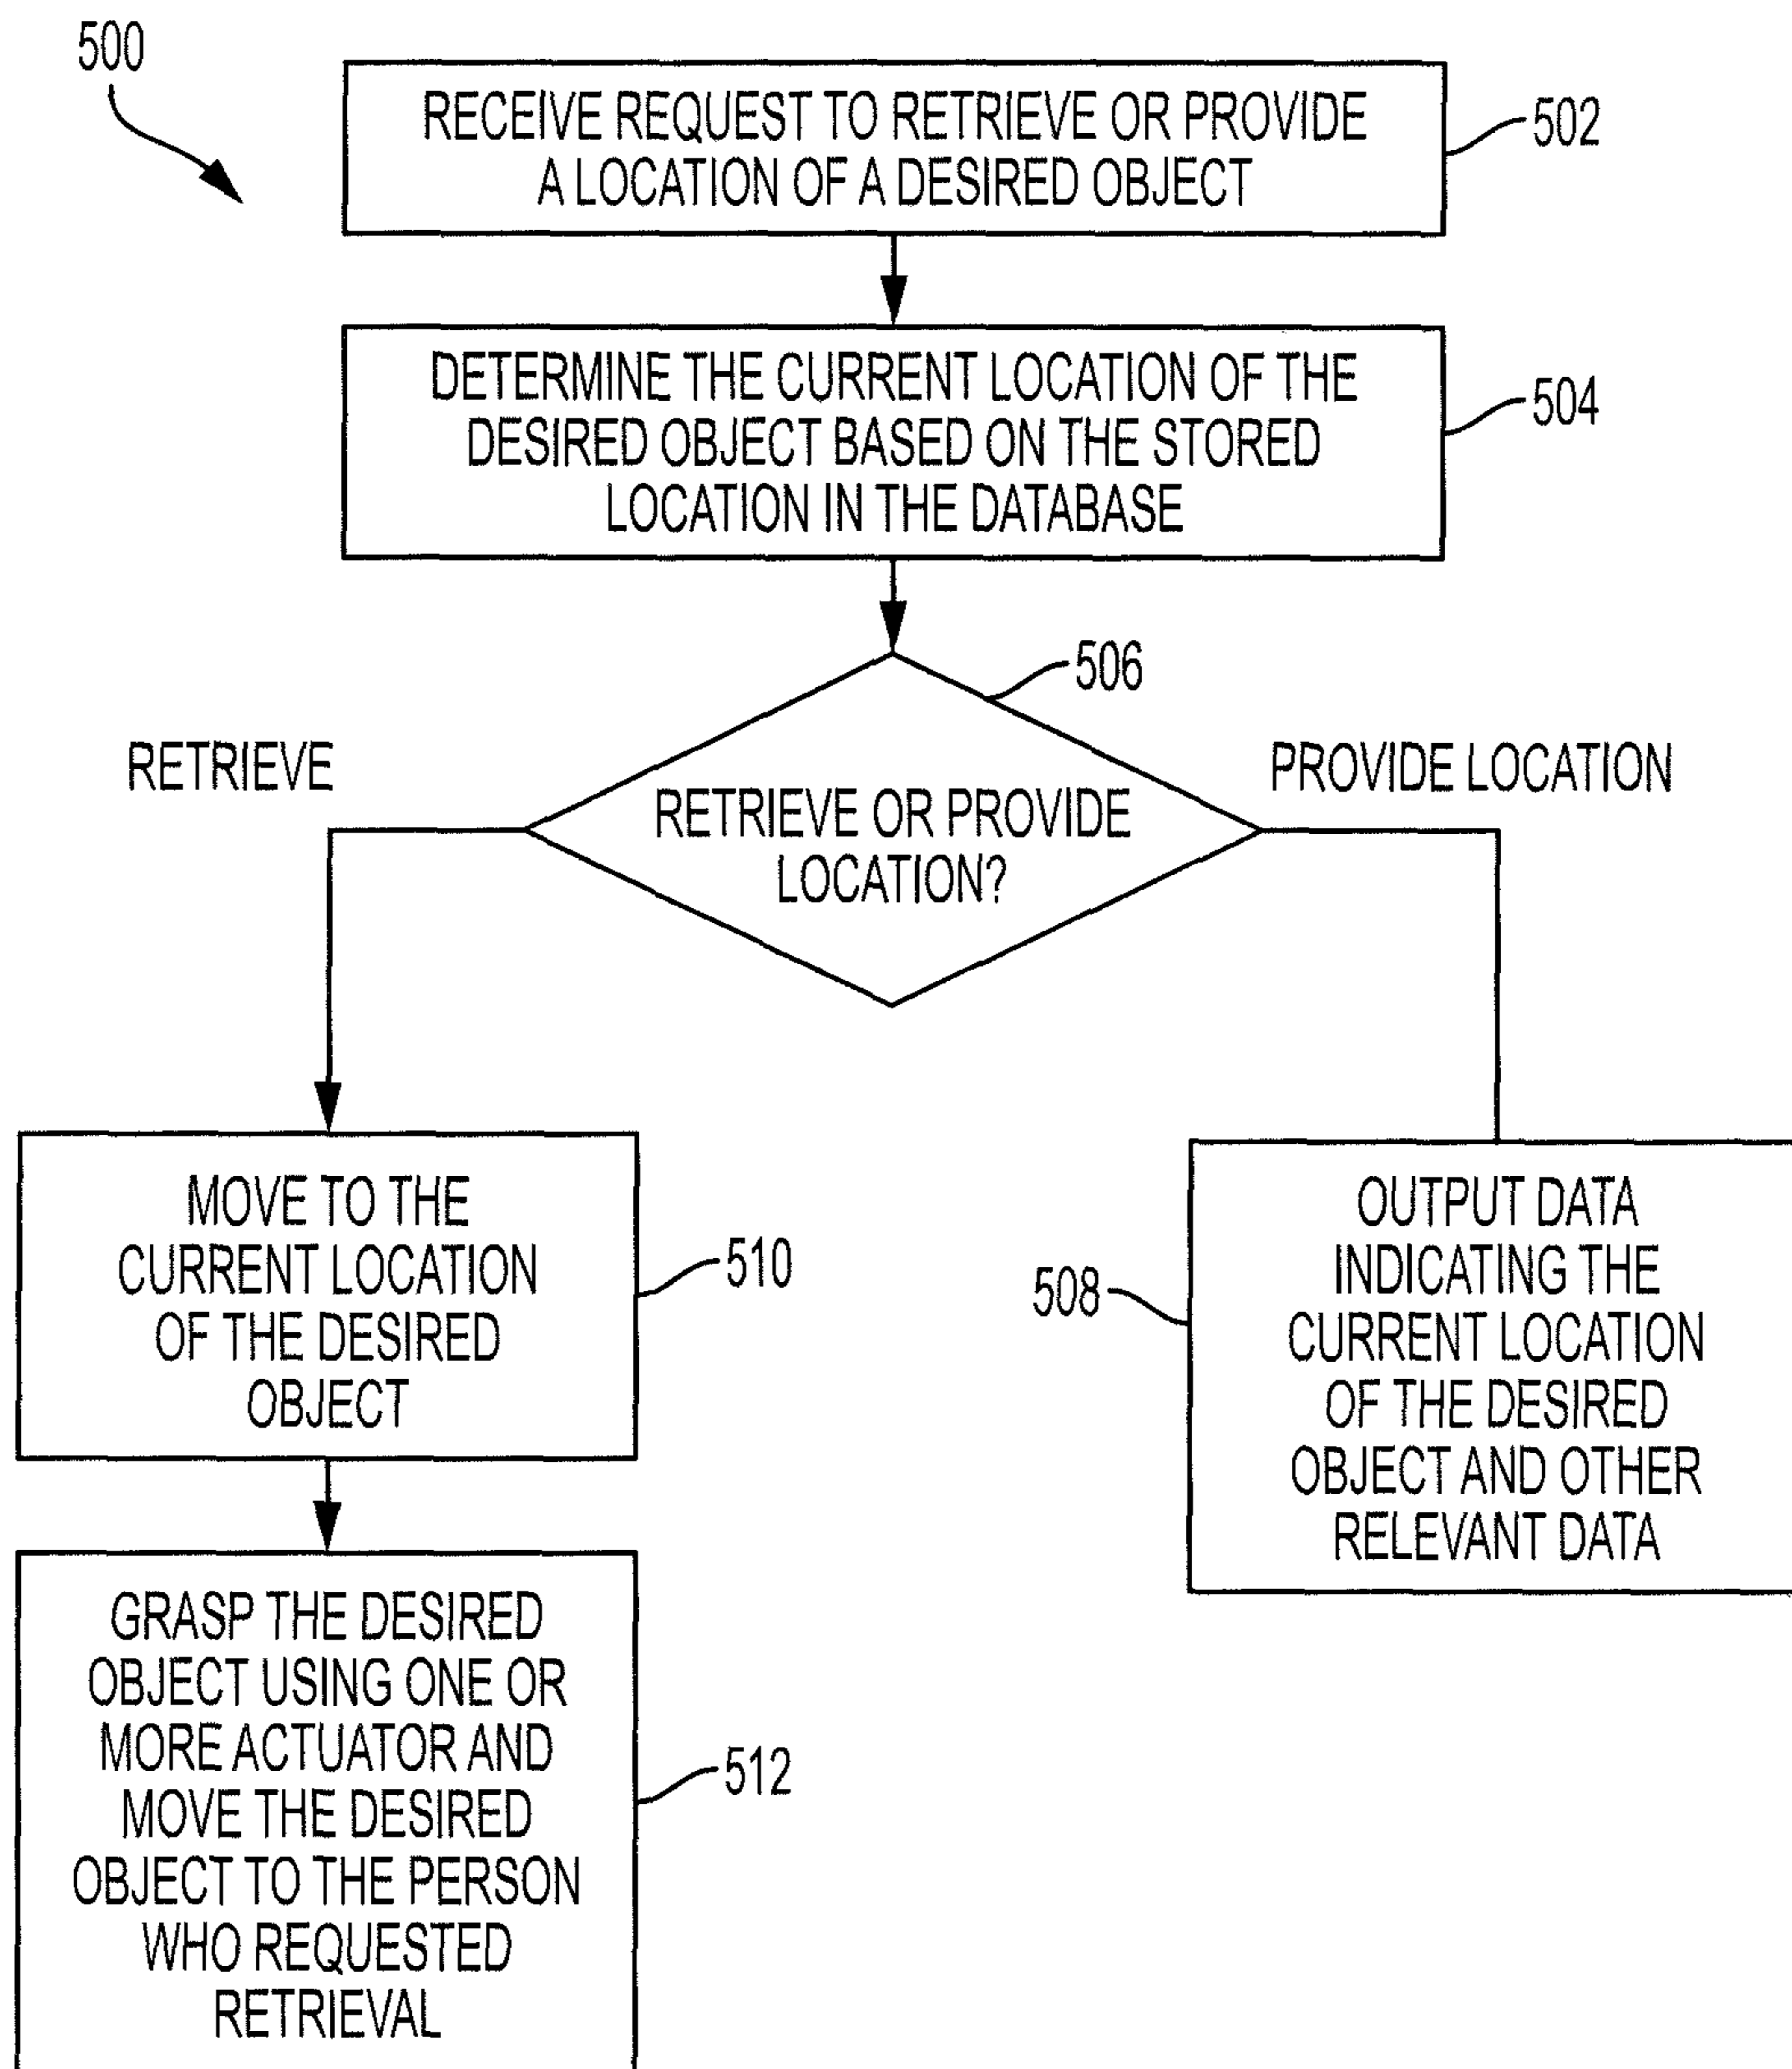 500
RECEIVE REQUEST TO RETRIEVE OR PROVIDE
A LOCATION OF A DESIRED OBJECT
502
DETERMINE THE CURRENT LOCATION OF THE
DESIRED OBJECT BASED ON THE STORED
LOCATION IN THE DATABASE
504
506
RETRIEVE
PROVIDE LOCATION
RETRIEVE OR PROVIDE
LOCATION?
MOVE TO THE
CURRENT LOCATION
OF THE DESIRED
OBJECT
510
508
OUTPUT DATA
INDICATING THE
CURRENT LOCATION
OF THE DESIRED
OBJECT AND OTHER
RELEVANT DATA
GRASP THE DESIRED
OBJECT USING ONE OR
MORE ACTUATOR AND
MOVE THE DESIRED
OBJECT TO THE PERSON
WHO REQUESTED
RETRIEVAL
512